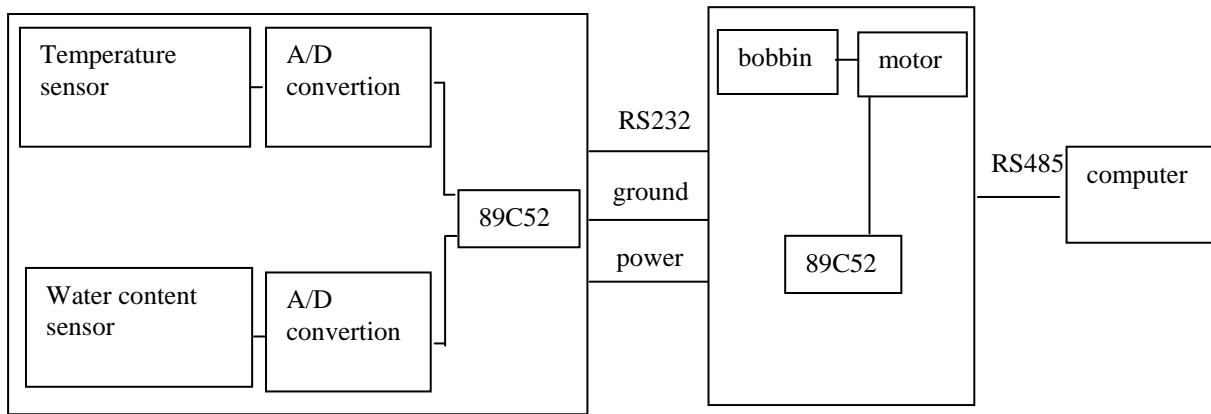 Temperature
sensor
A/D
convertion
Water content
sensor
A/D
convertion
89C52
RS232
ground
power
bobbin
motor
89C52
RS485
computer